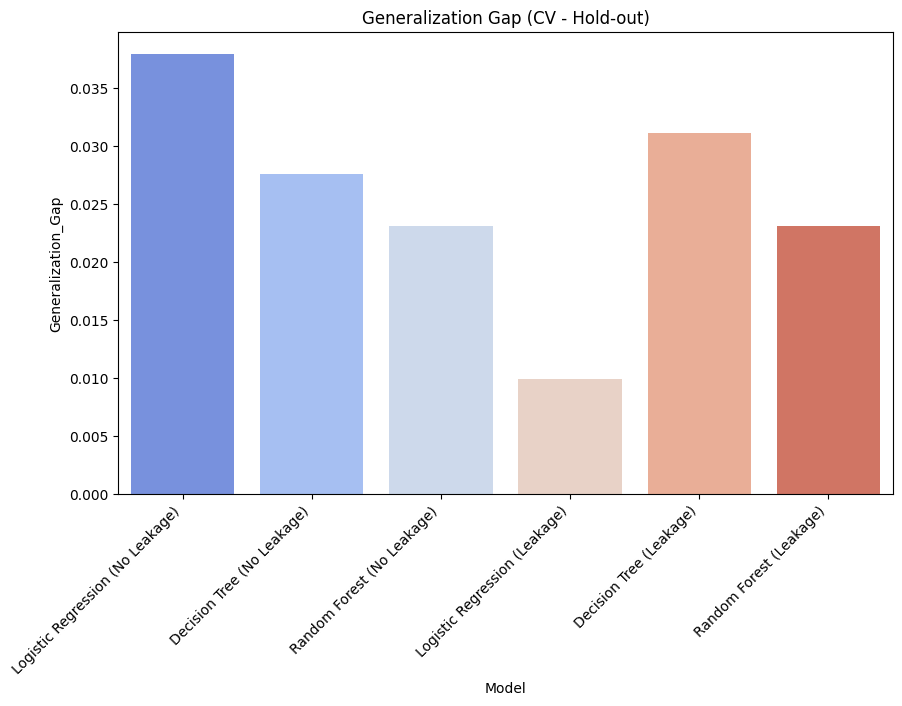 Generalization Gap (CV - Hold-out)
Generalization_Gap
0.035
0.030
0.025
0.020
0.015
0.010
0.005
0.000
Logistic Regression (No Leakage)
Decision Tree (No Leakage)
Random Forest (No Leakage)
Logistic Regression (Leakage)
Decision Tree (Leakage)
Random Forest (Leakage)
Model